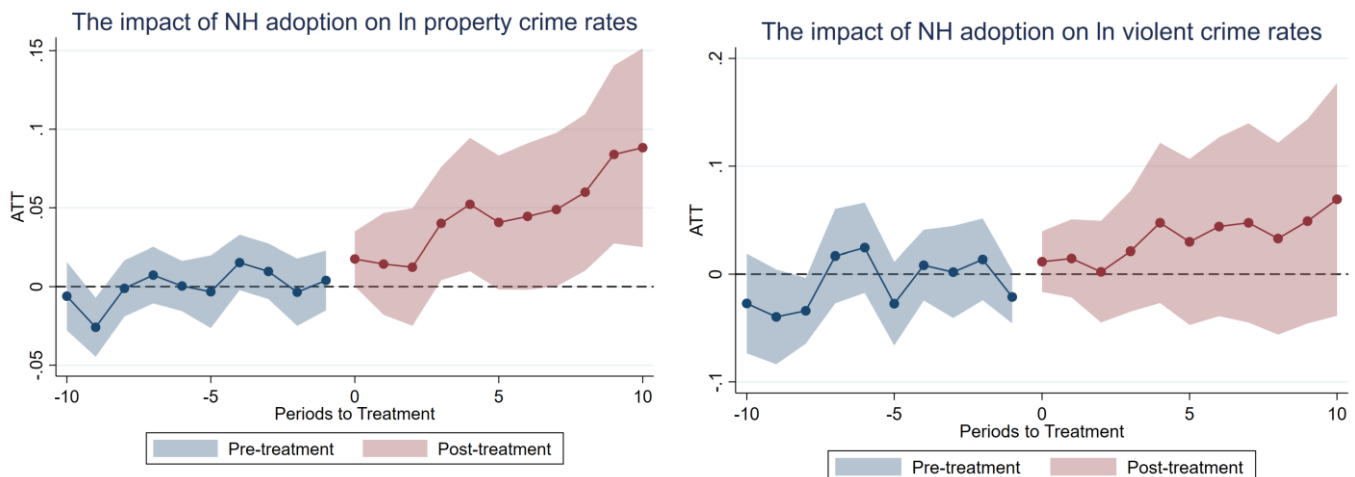 The impact of NH adoption on ln property crime rates
.15
.1
.05
0
-.05
ATT
-10
-5
0
5
10
Periods to Treatment
Pre-treatment
Post-treatment
The impact of NH adoption on ln violent crime rates
.2
.1
0
-.1
ATT
-10
-5
0
5
10
Periods to Treatment
Pre-treatment
Post-treatment